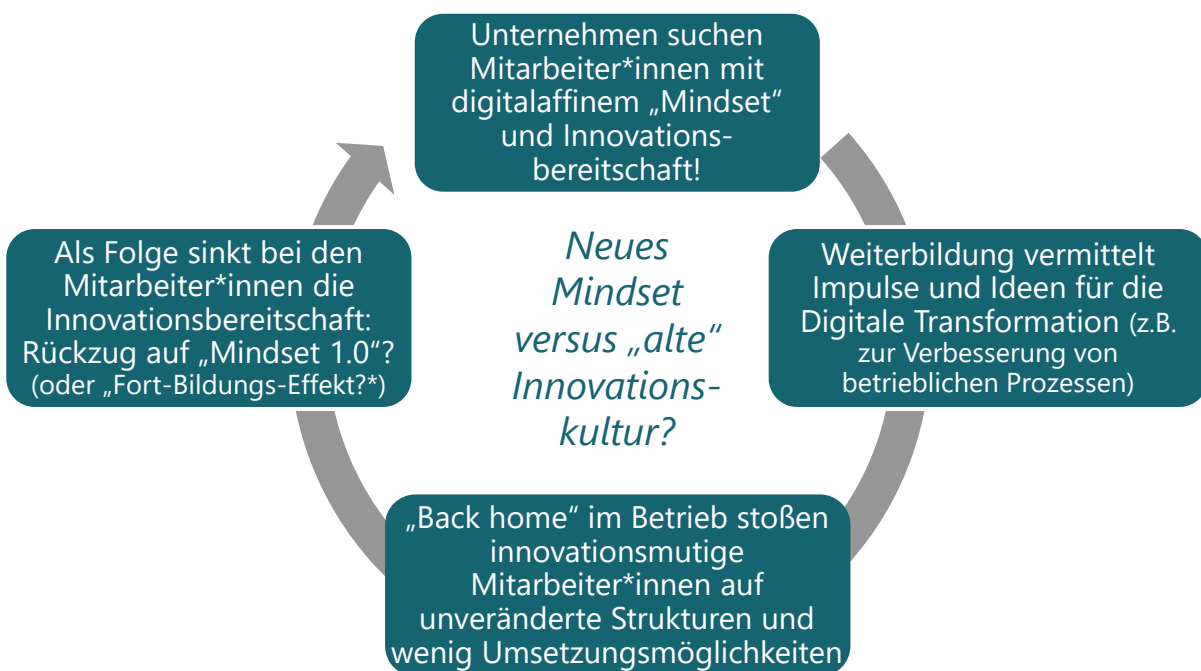 Unternehmen suchen
Mitarbeiter*innen mit
digitalaffinem „Mindset“
und Innovations-
bereitschaft!
Weiterbildung vermittelt
Impulse und Ideen für die
Digitale Transformation (z.B.
zur Verbesserung von
betrieblichen Prozessen)
„Back home“ im Betrieb stoßen
innovationsmutige
Mitarbeiter*innen auf
unveränderte Strukturen und
wenig Umsetzungsmöglichkeiten
Als Folge sinkt bei den
Mitarbeiter*innen die
Innovationsbereitschaft:
Rückzug auf „Mindset 1.0“?
(oder „Fort-Bildungs-Effekt?*)
Neues
Mindset
versus „alte“
Innovations-
kultur?